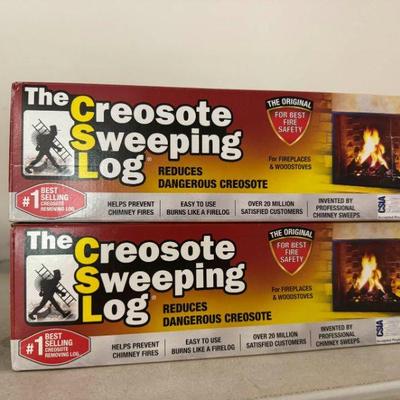 The Creosote
Sweeping
Log®
REDUCES
DANGEROUS CREOSOTE
THE ORIGINAL
FOR BEST
FIRE
SAFETY
For FIREPLACES
& WOODSTOVES
#1 BEST
SELLING
CREOSOTE
REMOVING LOG
HELPS PREVENT
CHIMNEY FIRES
EASY TO USE
BURNS LIKE A FIRELOG
OVER 20 MILLION
SATISFIED CUSTOMERS
INVENTED BY
PROFESSIONAL
CHIMNEY SWEEPS
CSIA
The Creosote
Sweeping
Log®
REDUCES
DANGEROUS CREOSOTE
THE ORIGINAL
FOR BEST
FIRE
SAFETY
For FIREPLACES
& WOODSTOVES
#1 BEST
SELLING
CREOSOTE
REMOVING LOG
HELPS PREVENT
CHIMNEY FIRES
EASY TO USE
BURNS LIKE A FIRELOG
OVER 20 MILLION
SATISFIED CUSTOMERS
INVENTED BY
PROFESSIONAL
CHIMNEY SWEEPS
CSIA